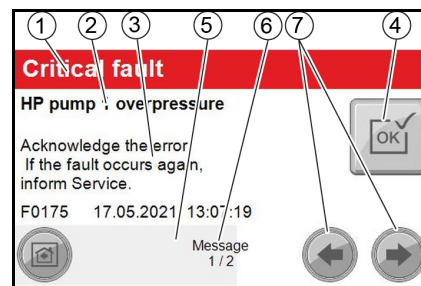 1 2 5 6 7 4
Critical fault
HP pump 1 overpressure
3
OK
Acknowledge the error
If the fault occurs again,
inform Service.
F0175 17.05.2021 13:07:19
Message
1 / 2